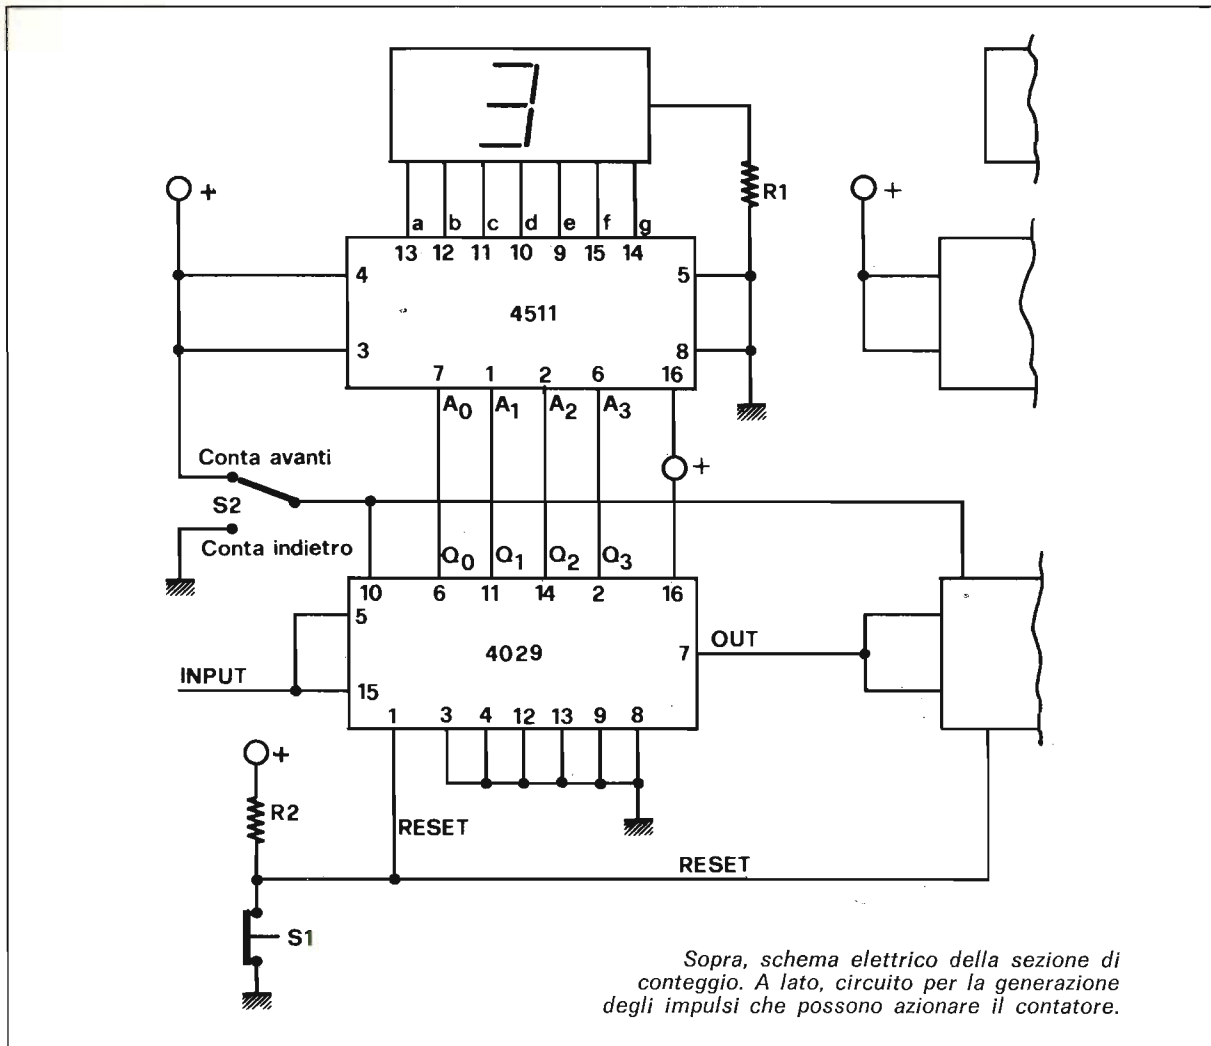 3
+
R1
+
a b c d e f g
13 12 11 10 9 15 14
4 5
4511
3 8
7 1 2 6 16
A0 A1 A2 A3
Conta avanti
+
S2
Conta indietro
Q0 Q1 Q2 Q3
10 6 11 14 2 16
5
OUT
4029 7
INPUT
15
1 3 4 12 13 9 8
+
R2
RESET
RESET
S1
Sopra, schema elettrico della sezione di
conteggio. A lato, circuito per la generazione
degli impulsi che possono azionare il contatore.